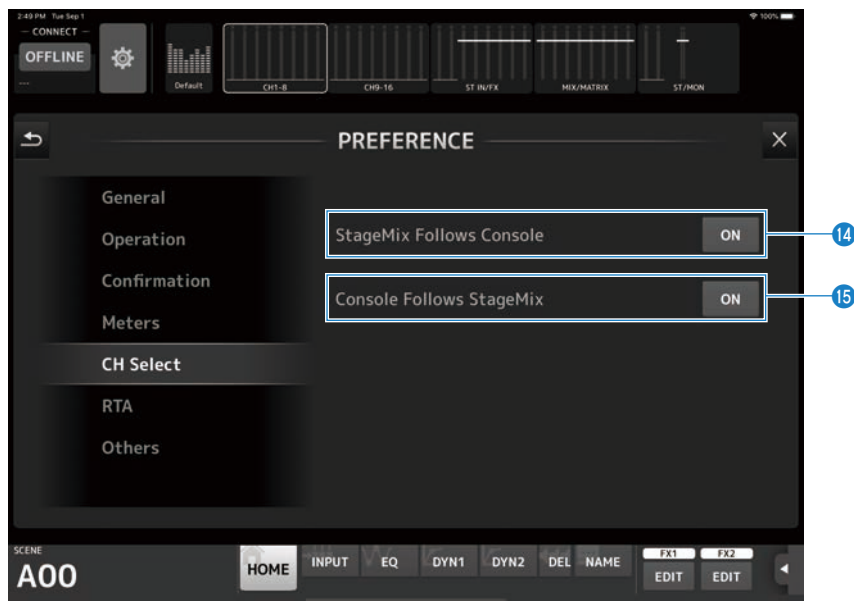 2:49 PM Tue Sep 1
100%
CONNECT
OFFLINE
---
Default
CH1-8
CH9-16
ST IN/FX
MIX/MATRIX
ST/MON
PREFERENCE
General
Operation
Confirmation
Meters
CH Select
RTA
Others
StageMix Follows Console
ON
14
Console Follows StageMix
ON
15
SCENE
A00
HOME
INPUT
EQ
DYN1
DYN2
DEL
NAME
FX1
EDIT
FX2
EDIT